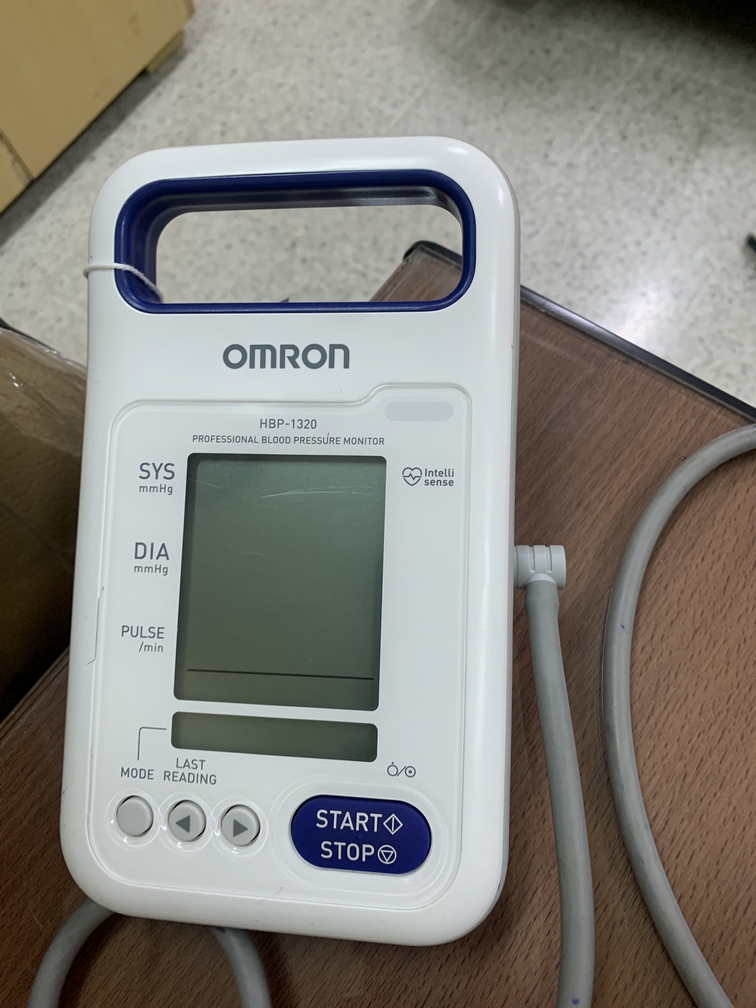 OMRON
HBP-1320
PROFESSIONAL BLOOD PRESSURE MONITOR
SYS
mmHg
Intelli
sense
DIA
mmHg
PULSE
/min
MODE
LAST
READING
START
STOP